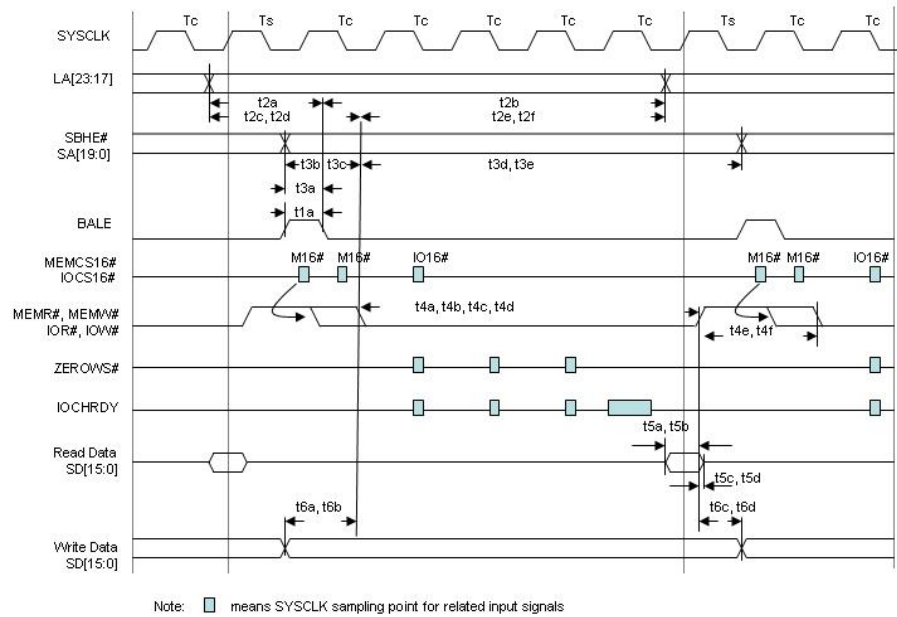 Tc Ts Tc Tc Tc Tc Tc Ts Tc Tc
SYSCLK
LA[23:17]
t2a t2b
t2c, t2d t2e, t2f
SBHE#
SA[19:0]
t3b t3c t3d, t3e
t3a
t1a
BALE
MEMCS16#
IOCS16#
M16# M16# IO16# M16# M16# IO16#
MEMR#, MEMW#
IOR#, IOW#
t4a, t4b, t4c, t4d
t4e, t4f
ZEROWS#
IOCHRDY
t5a, t5b
Read Data
SD[15:0]
t5c, t5d
t6a, t6b t6c, t6d
Write Data
SD[15:0]
Note: means SYSCLK sampling point for related input signals